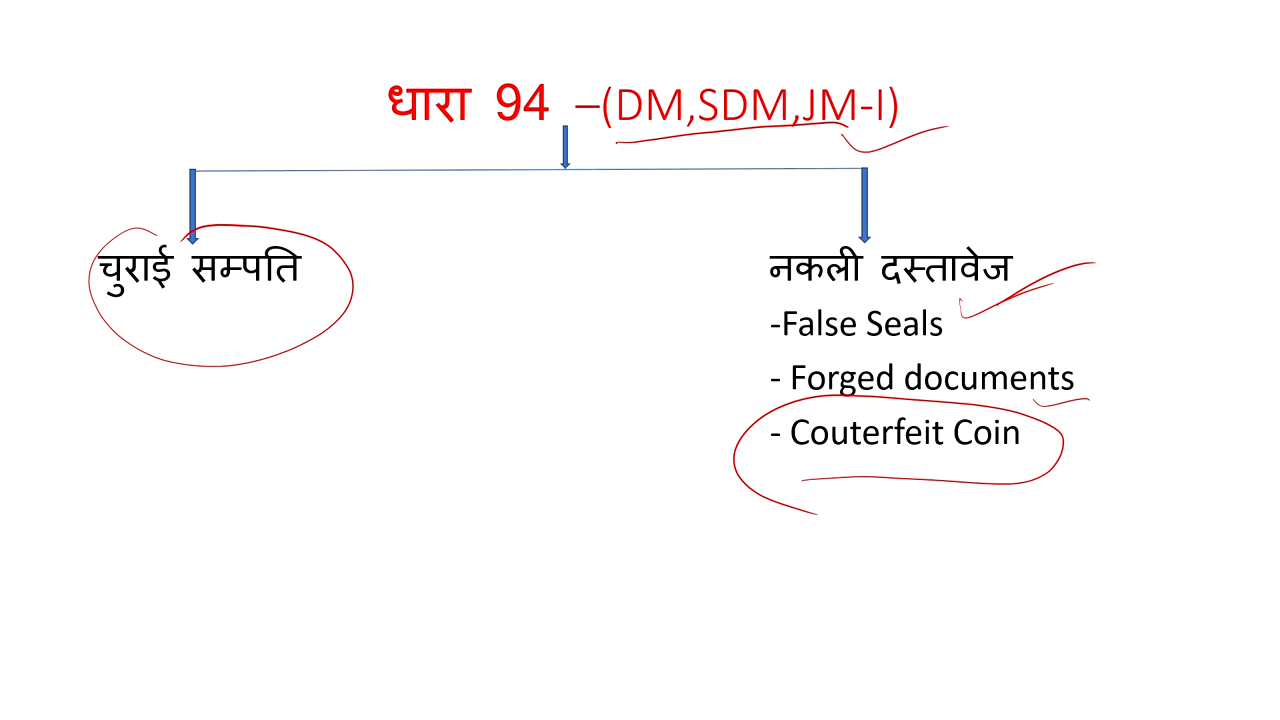 धारा 94 –(DM,SDM,JM-I)
चुराई सम्पति
नकली दस्तावेज
-False Seals
- Forged documents
- Couterfeit Coin